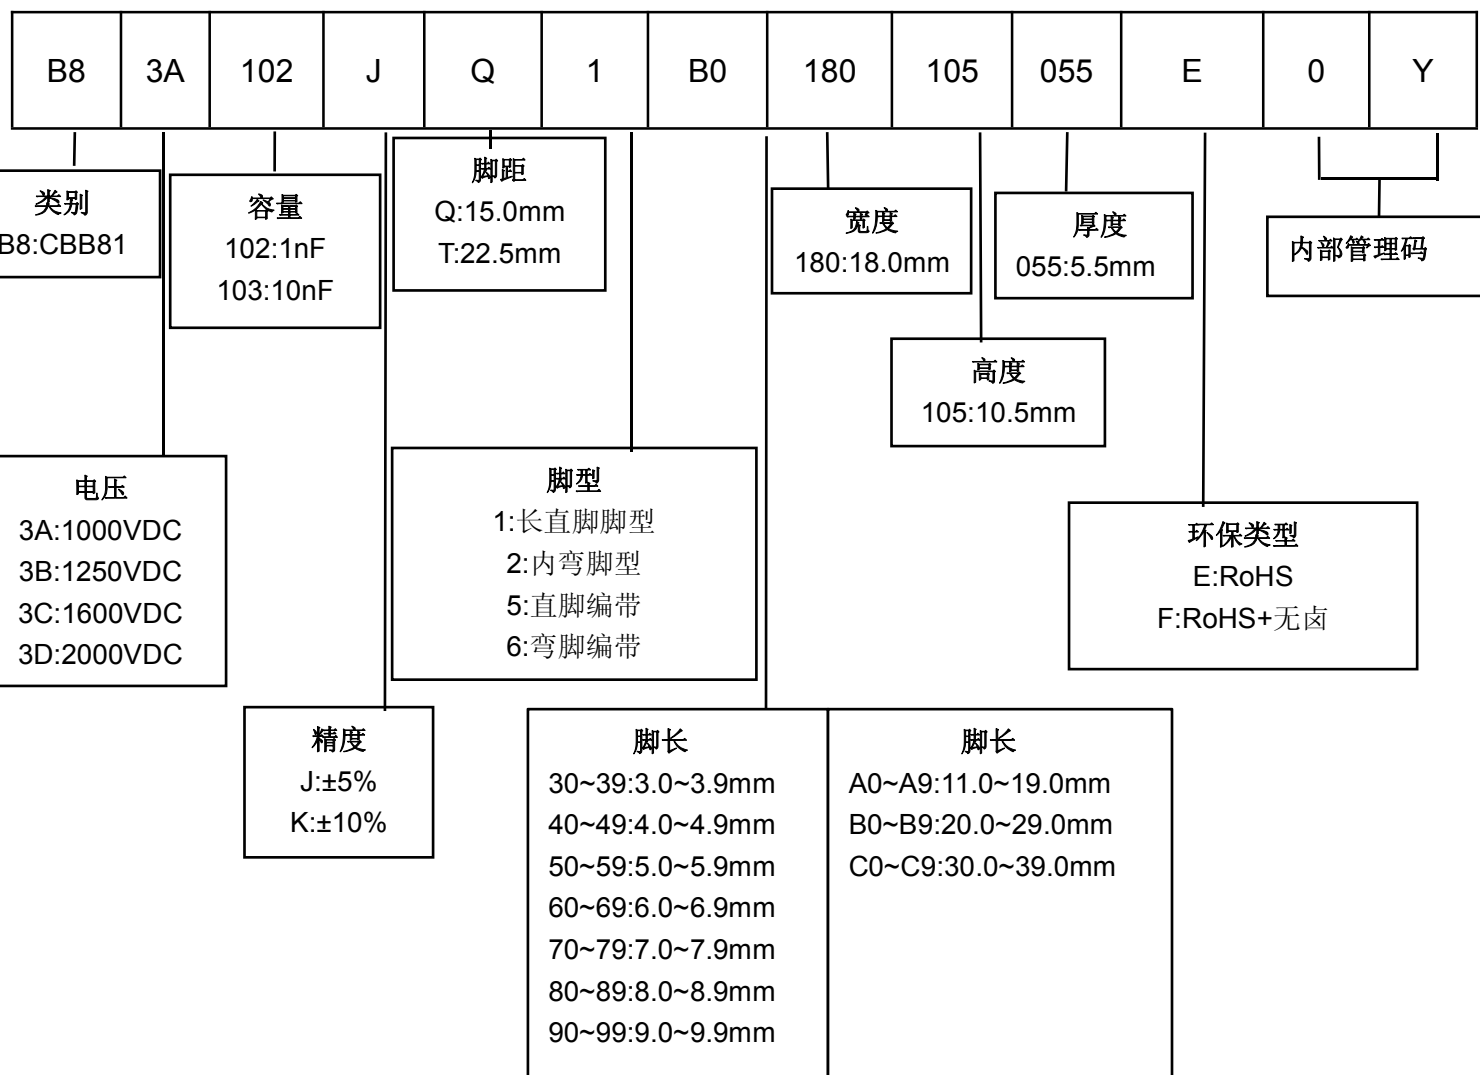 B8 3A 102 J Q 1 B0 180 105 055 E 0 Y
类别
B8:CBB81
容量
102:1nF
103:10nF
脚距
Q:15.0mm
T:22.5mm
宽度
180:18.0mm
厚度
055:5.5mm
内部管理码
高度
105:10.5mm
电压
3A:1000VDC
3B:1250VDC
3C:1600VDC
3D:2000VDC
脚型
1:长直脚脚型
2:内弯脚型
5:直脚编带
6:弯脚编带
环保类型
E:RoHS
F:RoHS+无卤
精度
J:±5%
K:±10%
脚长
30~39:3.0~3.9mm
40~49:4.0~4.9mm
50~59:5.0~5.9mm
60~69:6.0~6.9mm
70~79:7.0~7.9mm
80~89:8.0~8.9mm
90~99:9.0~9.9mm
脚长
A0~A9:11.0~19.0mm
B0~B9:20.0~29.0mm
C0~C9:30.0~39.0mm